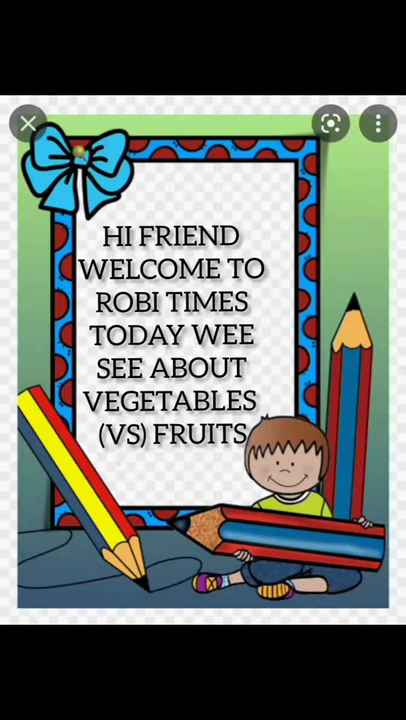 HI FRIEND
WELCOME TO
ROBI TIMES
TODAY WEE
SEE ABOUT
VEGETABLES
(VS) FRUITS